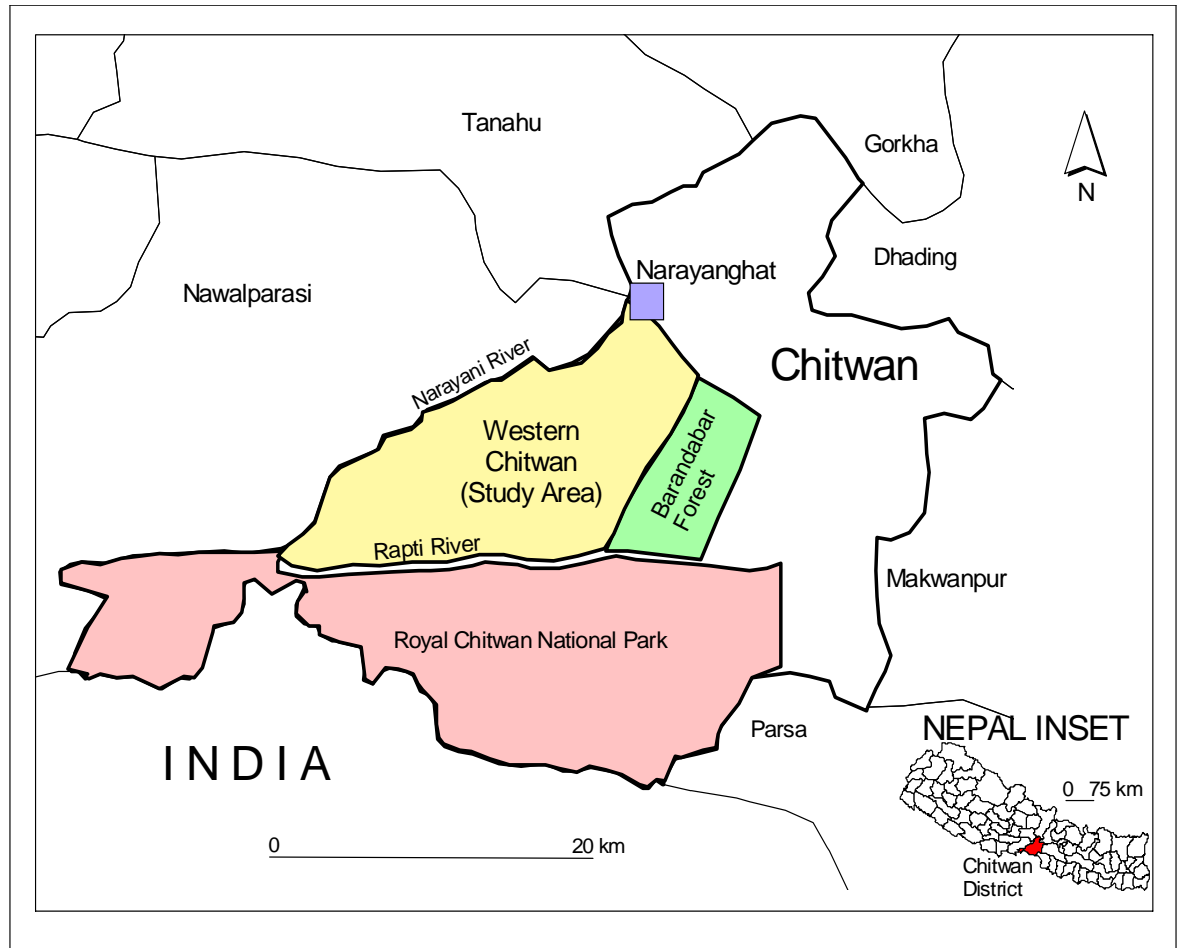 Tanahu
Gorkha
N
Dhading
Narayanghat
Nawalparasi
Narayani River
Chitwan
Western
Chitwan
(Study Area)
Barandabar
Forest
Rapti River
Makwanpur
Royal Chitwan National Park
Parsa
NEPAL INSET
INDIA
0 75 km
0 20 km
Chitwan
District